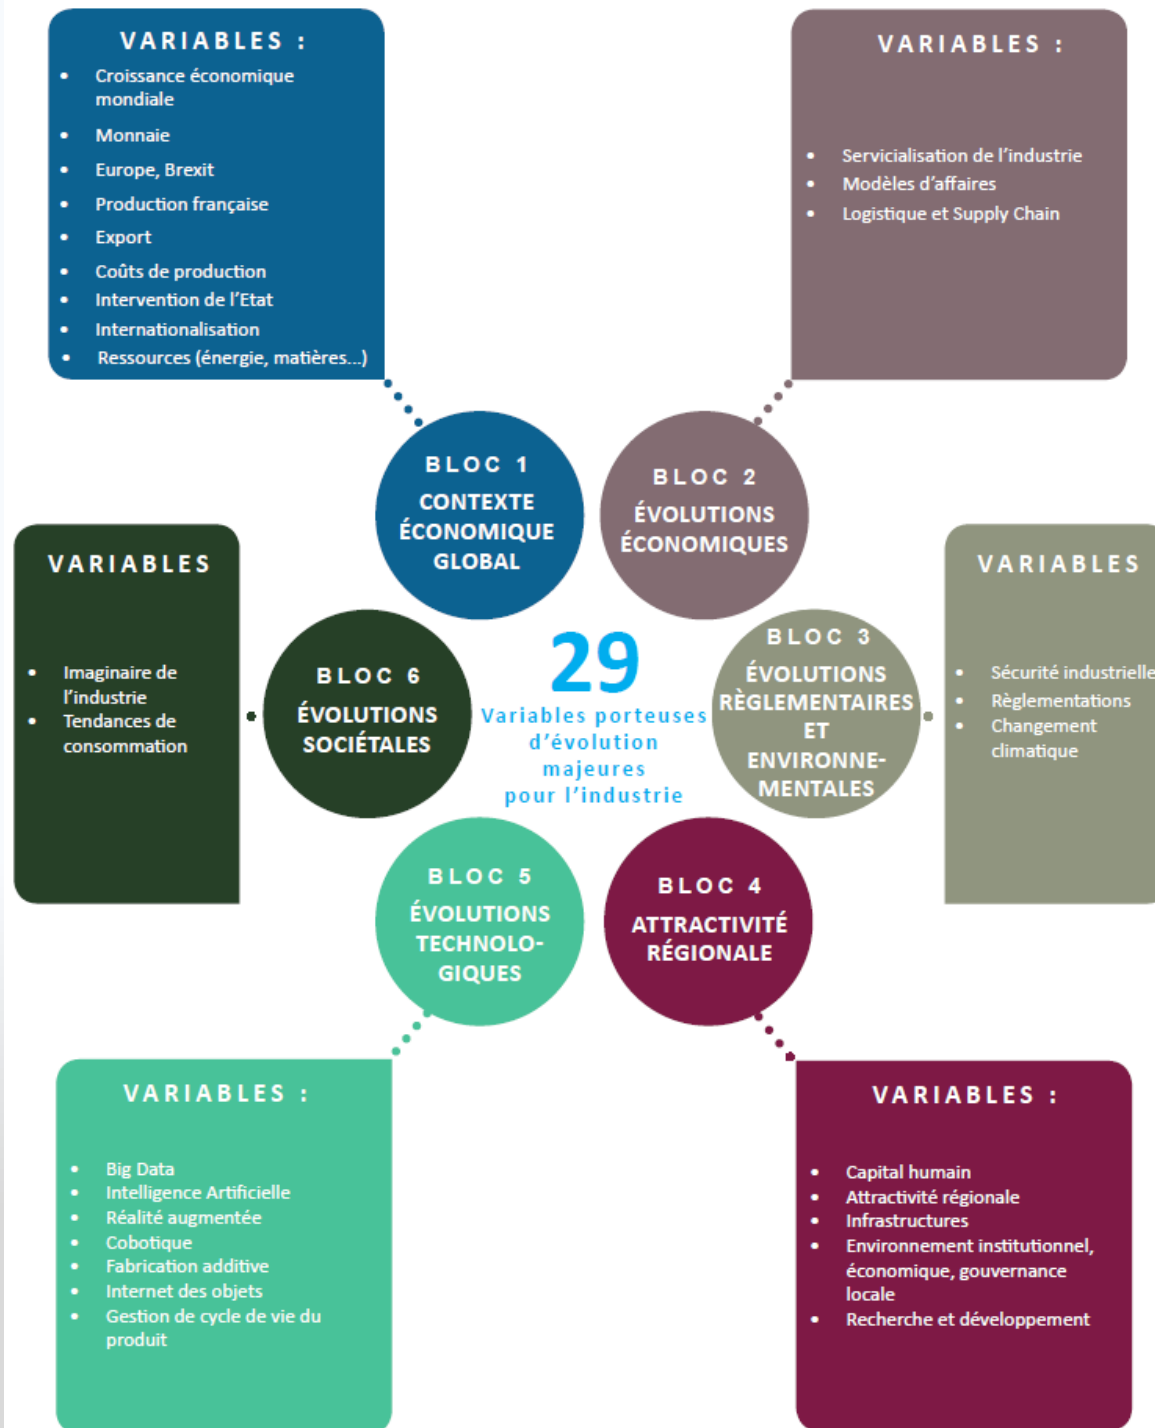 VARIABLES :
• Croissance économique
mondiale
• Monnaie
• Europe, Brexit
• Production française
• Export
• Coûts de production
• Intervention de l'Etat
• Internationalisation
• Ressources (énergie, matières...)
VARIABLES :
• Servicialisation de l'industrie
• Modèles d'affaires
• Logistique et Supply Chain
BLOC 1
CONTEXTE
ÉCONOMIQUE
GLOBAL
BLOC 2
ÉVOLUTIONS
ÉCONOMIQUES
VARIABLES
• Imaginaire de
l'industrie
• Tendances de
consommation
BLOC 6
ÉVOLUTIONS
SOCIÉTALES
29
Variables porteuses
d'évolution
majeures
pour l'industrie
BLOC 3
ÉVOLUTIONS
RÈGLEMENTAIRES
ET
ENVIRONNE-
MENTALES
VARIABLES
• Sécurité industrielle
• Règlementations
• Changement
climatique
BLOC 5
ÉVOLUTIONS
TECHNOLO-
GIQUES
BLOC 4
ATTRACTIVITÉ
RÉGIONALE
VARIABLES :
• Big Data
• Intelligence Artificielle
• Réalité augmentée
• Cobotique
• Fabrication additive
• Internet des objets
• Gestion de cycle de vie du
produit
VARIABLES :
• Capital humain
• Attractivité régionale
• Infrastructures
• Environnement institutionnel,
économique, gouvernance
locale
• Recherche et développement